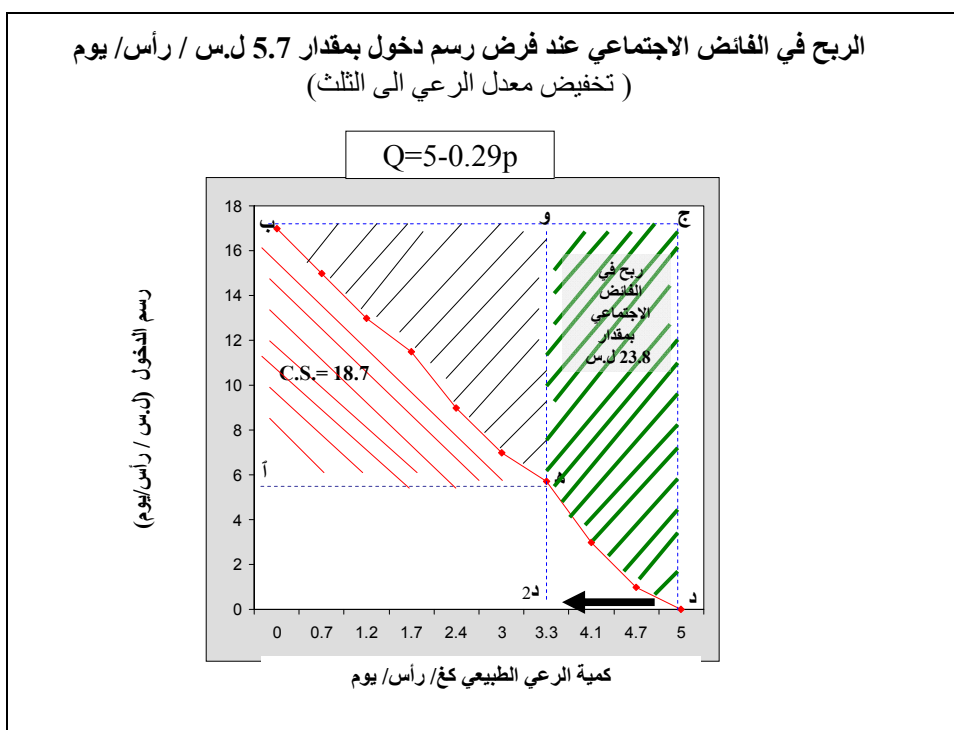 الربح في الفائض الاجتماعي عند فرض رسم دخول بمقدار 5.7 ل.س / رأس/ يوم
( تخفيض معدل الرعي الى الثلث)
Q=5-0.29p
رسم الدخول (ل.س / رأس/يوم)
18
16
14
12
10
8
6
4
2
0
ب
و
ج
ربح في
الفائض
الاجتماعي
بمقدار
23.8 ل.س
C.S.= 18.7
آ
ه
د2
د
0 0.7 1.2 1.7 2.4 3 3.3 4.1 4.7 5
كمية الرعي الطبيعي كغ/ رأس/ يوم